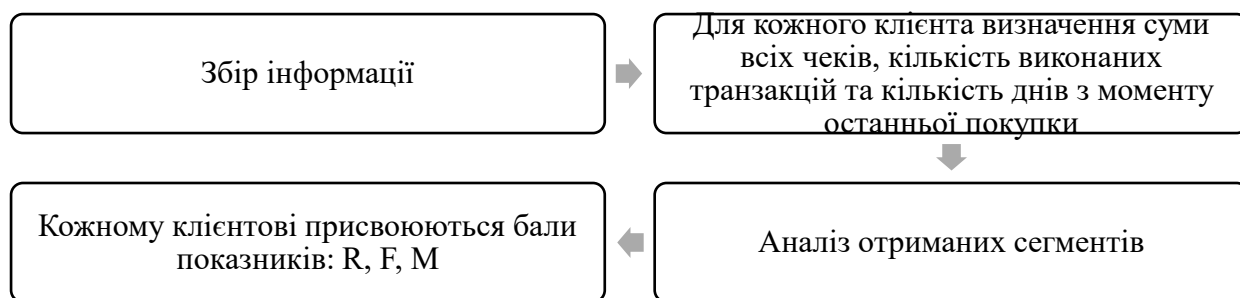 Збір інформації
Для кожного клієнта визначення суми
всіх чеків, кількість виконаних
транзакцій та кількість днів з моменту
останньої покупки
Аналіз отриманих сегментів
Кожному клієнтові присвоюються бали
показників: R, F, M